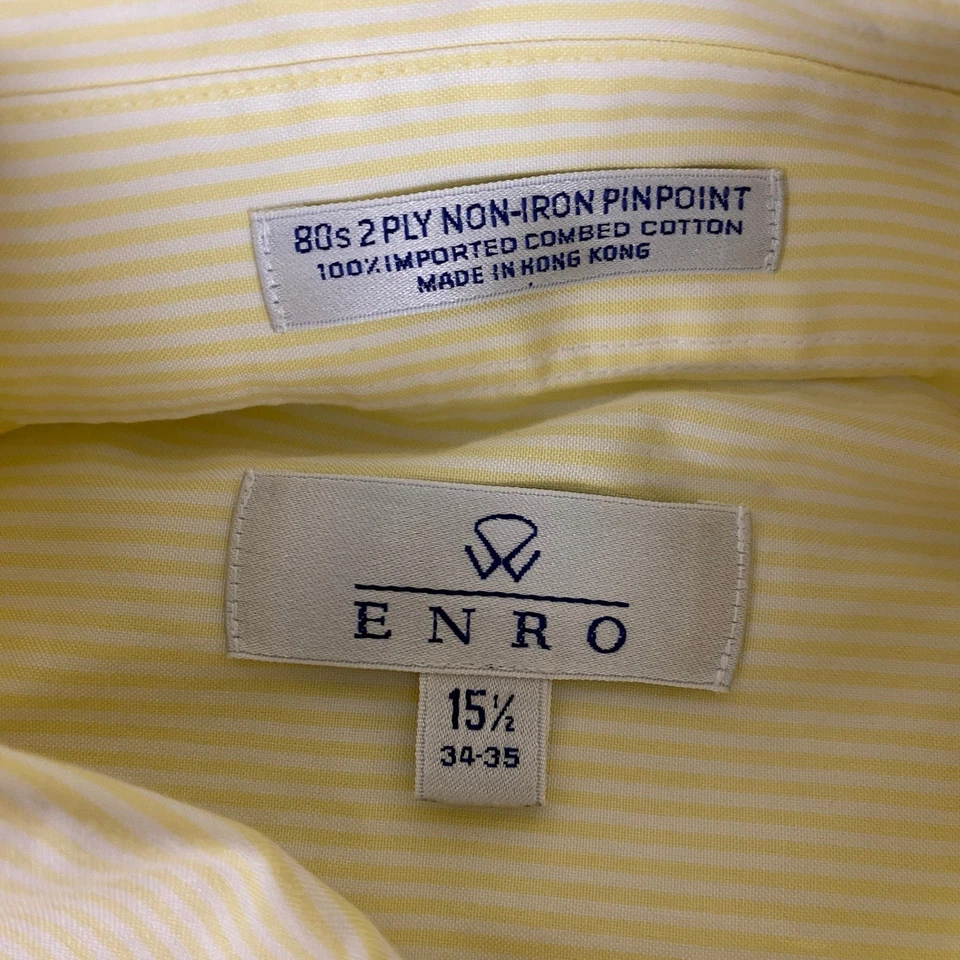 80s 2 PLY NON-IRON PINPOINT
100% IMPORTED COMBED COTTON
MADE IN HONG KONG
ENRO
15½
34-35